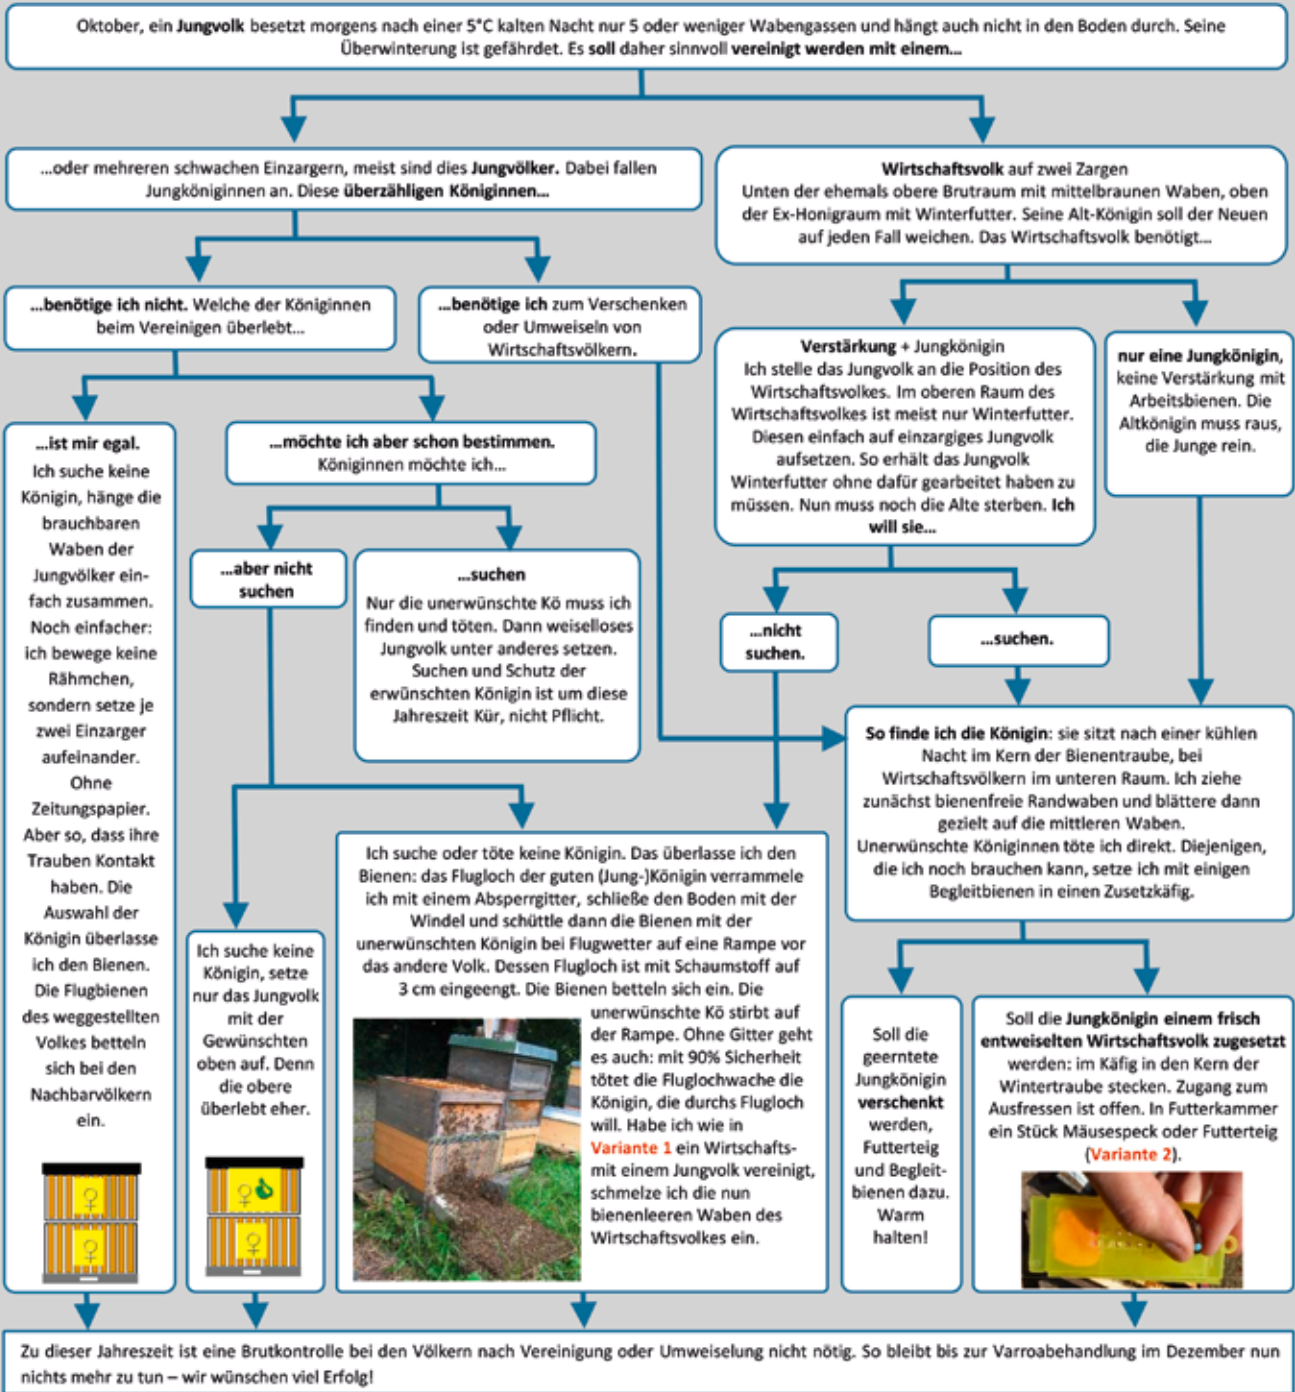 Oktober, ein Jungvolk besetzt morgens nach einer 5°C kalten Nacht nur 5 oder weniger Wabengassen und hängt auch nicht in den Boden durch. Seine
Überwinterung ist gefährdet. Es soll daher sinnvoll vereinigt werden mit einem...
...oder mehreren schwachen Einzargern, meist sind dies Jungvölker. Dabei fallen
Jungköniginnen an. Diese überzähligen Königinnen...
Wirtschaftsvolk auf zwei Zargen
Unten der ehemals obere Brutraum mit mittelbraunen Waben, oben
der Ex-Honigraum mit Winterfutter. Seine Alt-Königin soll der Neuen
auf jeden Fall weichen. Das Wirtschaftsvolk benötigt...
...benötige ich nicht. Welche der Königinnen
beim Vereinigen überlebt...
...benötige ich zum Verschenken
oder Umweiseln von
Wirtschaftsvölkern.
Verstärkung + Jungkönigin
Ich stelle das Jungvolk an die Position des
Wirtschaftsvolkes. Im oberen Raum des
Wirtschaftsvolkes ist meist nur Winterfutter.
Diesen einfach auf einzargiges Jungvolk
aufsetzen. So erhält das Jungvolk
Winterfutter ohne dafür gearbeitet haben zu
müssen. Nun muss noch die Alte sterben. Ich
will sie...
nur eine Jungkönigin,
keine Verstärkung mit
Arbeitsbienen. Die
Altkönigin muss raus,
die Junge rein.
...ist mir egal.
Ich suche keine
Königin, hänge die
brauchbaren
Waben der
Jungvölker ein-
fach zusammen.
Noch einfacher:
ich bewege keine
Rähmchen,
sondern setze je
zwei Einzarger
aufeinander.
Ohne
Zeitungspapier.
Aber so, dass ihre
Trauben Kontakt
haben. Die
Auswahl der
Königin überlasse
ich den Bienen.
Die Flugbienen
des weggestellten
Volkes betteln
sich bei den
Nachbarvölkern
ein.
...möchte ich aber schon bestimmen.
Königinnen möchte ich...
...aber nicht
suchen
...suchen
Nur die unerwünschte Kö muss ich
finden und töten. Dann weiselloses
Jungvolk unter anderes setzen.
Suchen und Schutz der
erwünschten Königin ist um diese
Jahreszeit Kür, nicht Pflicht.
...nicht
suchen.
...suchen.
So finde ich die Königin: sie sitzt nach einer kühlen
Nacht im Kern der Bienentraube, bei
Wirtschaftsvölkern im unteren Raum. Ich ziehe
zunächst bienenfreie Randwaben und blättere dann
gezielt auf die mittleren Waben.
Unerwünschte Königinnen töte ich direkt. Diejenigen,
die ich noch brauchen kann, setze ich mit einigen
Begleitbienen in einen Zusetzkäfig.
Ich suche keine
Königin, setze
nur das Jungvolk
mit der
Gewünschten
oben auf. Denn
die obere
überlebt eher.
Ich suche oder töte keine Königin. Das überlasse ich den
Bienen: das Flugloch der guten (Jung-)Königin verrammele
ich mit einem Absperrgitter, schließe den Boden mit der
Windel und schüttle dann die Bienen mit der
unerwünschten Königin bei Flugwetter auf eine Rampe vor
das andere Volk. Dessen Flugloch ist mit Schaumstoff auf
3 cm eingeengt. Die Bienen betteln sich ein. Die
unerwünschte Kö stirbt auf
der Rampe. Ohne Gitter geht
es auch: mit 90% Sicherheit
tötet die Fluglochwache die
Königin, die durchs Flugloch
will. Habe ich wie in
Variante 1 ein Wirtschafts-
mit einem Jungvolk vereinigt,
schmelze ich die nun
bienenleeren Waben des
Wirtschaftsvolkes ein.
Soll die
geerntete
Jungkönigin
verschenkt
werden,
Futterteig
und Begleit-
bienen dazu.
Warm
halten!
Soll die Jungkönigin einem frisch
entweiselten Wirtschaftsvolk zugesetzt
werden: im Käfig in den Kern der
Wintertraube stecken. Zugang zum
Ausfressen ist offen. In Futterkammer
ein Stück Mäusespeck oder Futterteig
(Variante 2).
Zu dieser Jahreszeit ist eine Brutkontrolle bei den Völkern nach Vereinigung oder Umweiselung nicht nötig. So bleibt bis zur Varroabehandlung im Dezember nun
nichts mehr zu tun – wir wünschen viel Erfolg!